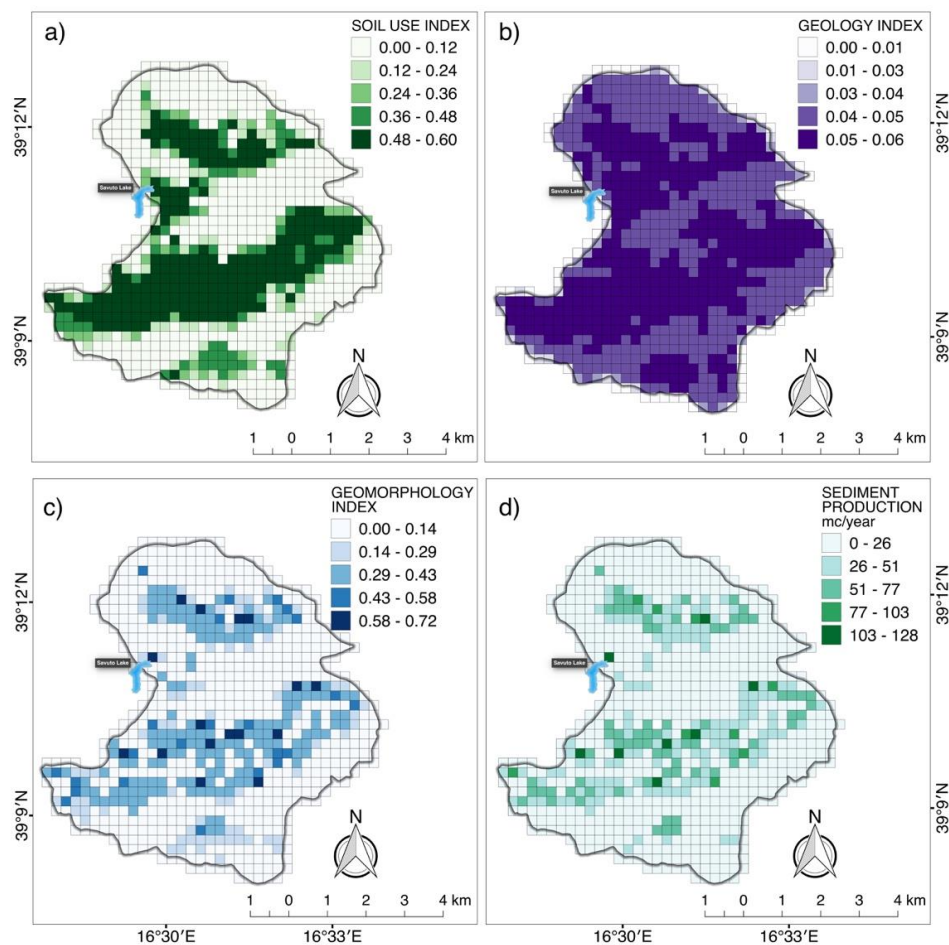 a)
SOIL USE INDEX
0.00 - 0.12
0.12 - 0.24
0.24 - 0.36
0.36 - 0.48
0.48 - 0.60
39°12'N
Savuto Lake
39°9'N
N
1 0 1 2 3 4 km
b)
GEOLOGY INDEX
0.00 - 0.01
0.01 - 0.03
0.03 - 0.04
0.04 - 0.05
0.05 - 0.06
39°12'N
Savuto Lake
39°9'N
N
1 0 1 2 3 4 km
c)
GEOMORPHOLOGY
INDEX
0.00 - 0.14
0.14 - 0.29
0.29 - 0.43
0.43 - 0.58
0.58 - 0.72
39°12'N
Savuto Lake
39°9'N
N
1 0 1 2 3 4 km
16°30'E 16°33'E
d)
SEDIMENT
PRODUCTION
mc/year
0 - 26
26 - 51
51 - 77
77 - 103
103 - 128
39°12'N
Savuto Lake
39°9'N
N
1 0 1 2 3 4 km
16°30'E 16°33'E